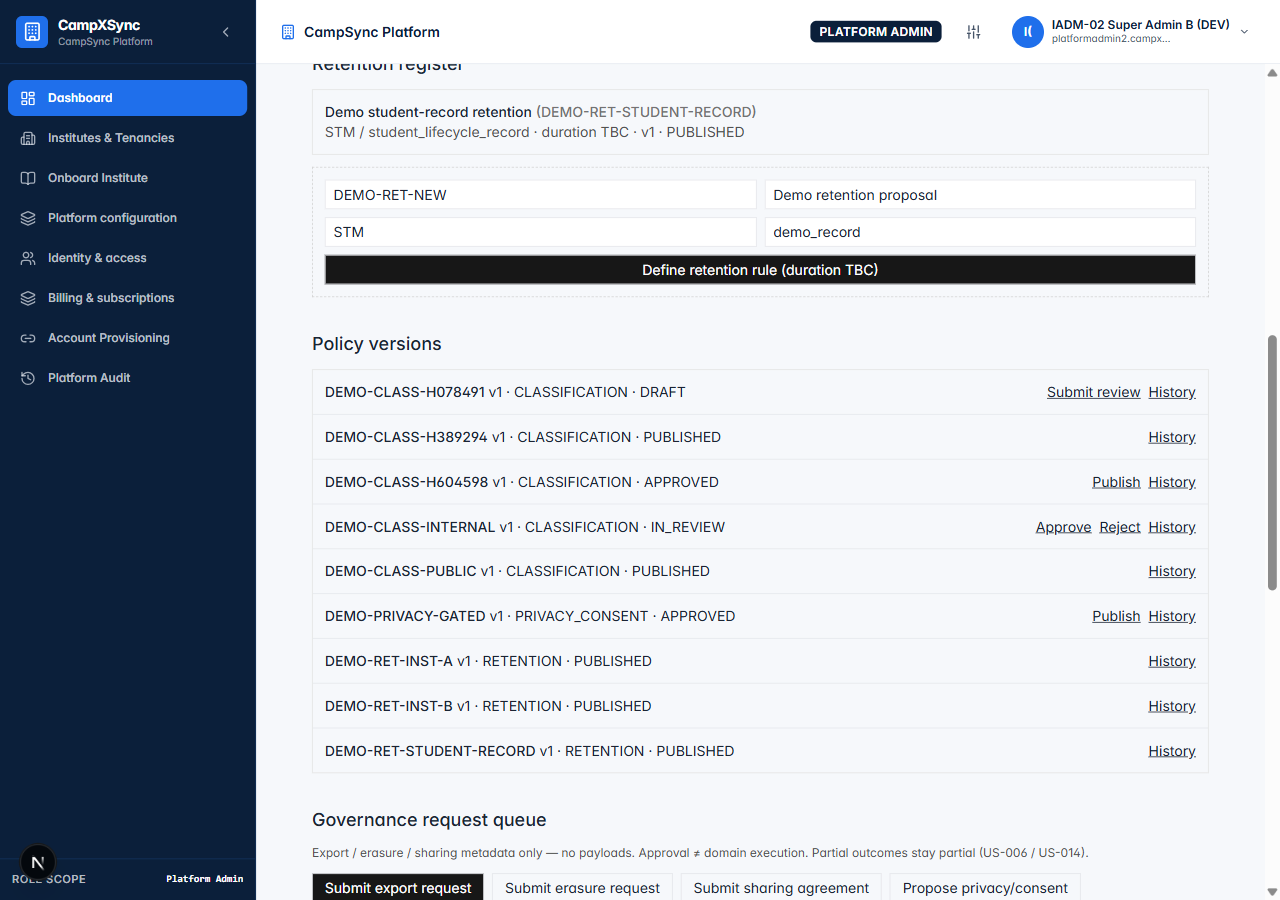 CampXSync
CampSync Platform
Dashboard
Institutes & Tenancies
Onboard Institute
Platform configuration
Identity & access
Billing & subscriptions
Account Provisioning
Platform Audit
N
ROLE SCOPE
Platform Admin
CampSync Platform
PLATFORM ADMIN
I(
IADM-02 Super Admin B (DEV)
platformadmin2.campx...
Retention register
Demo student-record retention (DEMO-RET-STUDENT-RECORD)
STM / student_lifecycle_record · duration TBC · v1 · PUBLISHED
DEMO-RET-NEW
Demo retention proposal
STM
demo_record
Define retention rule (duration TBC)
Policy versions
DEMO-CLASS-H078491 v1 · CLASSIFICATION · DRAFT Submit review History
DEMO-CLASS-H389294 v1 · CLASSIFICATION · PUBLISHED History
DEMO-CLASS-H604598 v1 · CLASSIFICATION · APPROVED Publish History
DEMO-CLASS-INTERNAL v1 · CLASSIFICATION · IN_REVIEW Approve Reject History
DEMO-CLASS-PUBLIC v1 · CLASSIFICATION · PUBLISHED History
DEMO-PRIVACY-GATED v1 · PRIVACY_CONSENT · APPROVED Publish History
DEMO-RET-INST-A v1 · RETENTION · PUBLISHED History
DEMO-RET-INST-B v1 · RETENTION · PUBLISHED History
DEMO-RET-STUDENT-RECORD v1 · RETENTION · PUBLISHED History
Governance request queue
Export / erasure / sharing metadata only — no payloads. Approval ≠ domain execution. Partial outcomes stay partial (US-006 / US-014).
Submit export request
Submit erasure request
Submit sharing agreement
Propose privacy/consent